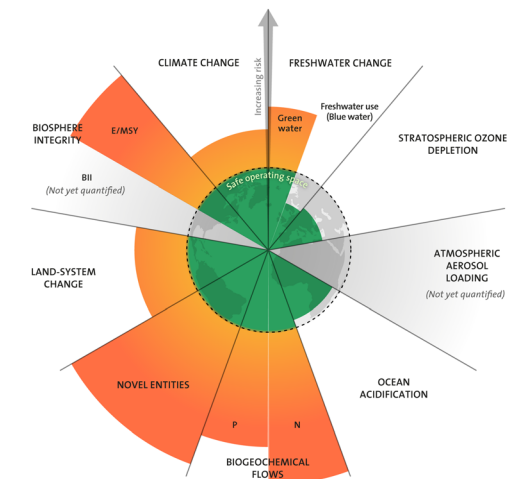 CLIMATE CHANGE
FRESHWATER CHANGE
Increasing risk
Freshwater use
(Blue water)
Green
water
STRATOSPHERIC OZONE
DEPLETION
BIOSPHERE
INTEGRITY
E/MSY
BII
(Not yet quantified)
Safe operating space
ATMOSPHERIC
AEROSOL
LOADING
(Not yet quantified)
LAND-SYSTEM
CHANGE
OCEAN
ACIDIFICATION
NOVEL ENTITIES
P
N
BIOGEOCHEMICAL
FLOWS